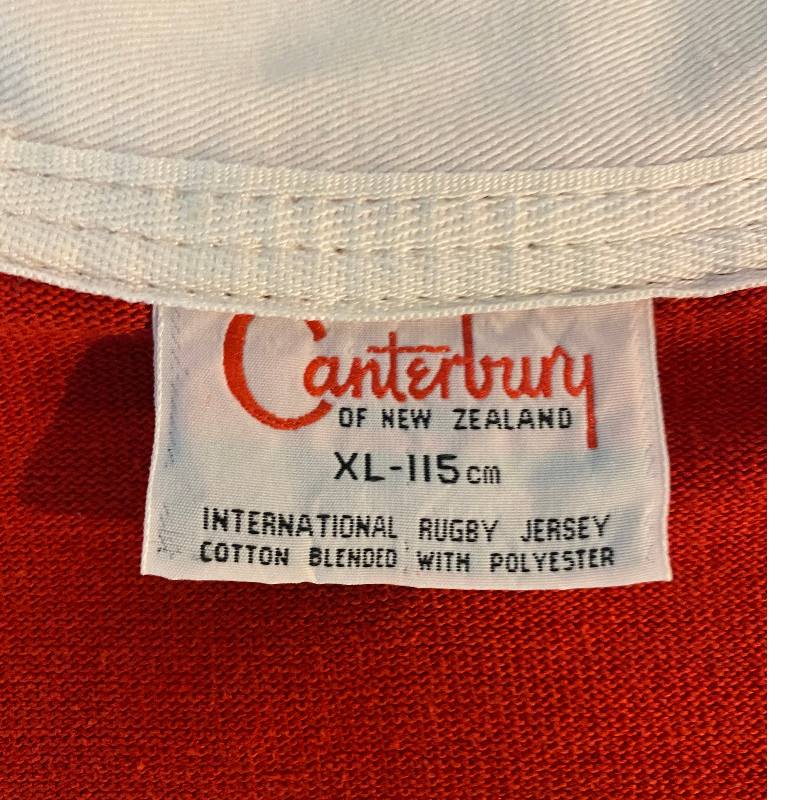 Canterbury
OF NEW ZEALAND
XL-115cm
INTERNATIONAL RUGBY JERSEY
COTTON BLENDED WITH POLYESTER